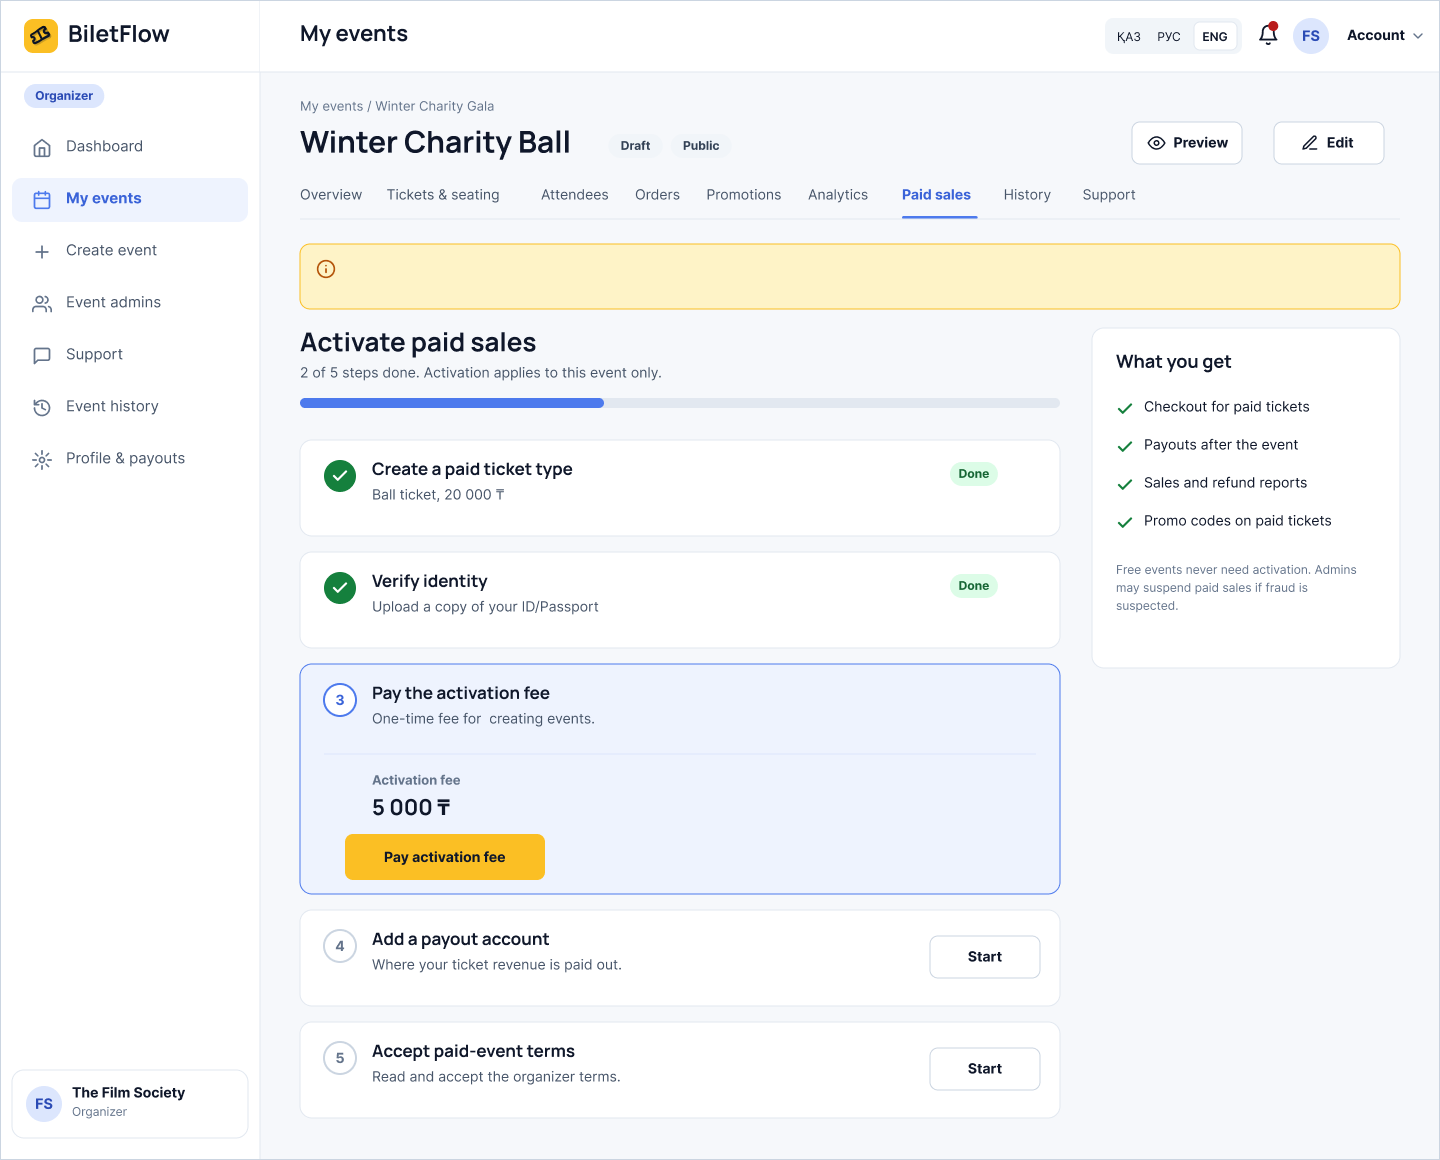 BiletFlow
My events
ҚАЗ РУС ENG
FS
Account
Organizer
Dashboard
My events
Create event
Event admins
Support
Event history
Profile & payouts
FS
The Film Society
Organizer
My events / Winter Charity Gala
Winter Charity Ball
Draft
Public
Preview
Edit
Overview Tickets & seating Attendees Orders Promotions Analytics Paid sales History Support
Activate paid sales
2 of 5 steps done. Activation applies to this event only.
Create a paid ticket type
Ball ticket, 20 000 ₸
Done
Verify identity
Upload a copy of your ID/Passport
Done
3
Pay the activation fee
One-time fee for  creating events.
Activation fee
5 000 ₸
Pay activation fee
4
Add a payout account
Where your ticket revenue is paid out.
Start
5
Accept paid-event terms
Read and accept the organizer terms.
Start
What you get
Checkout for paid tickets
Payouts after the event
Sales and refund reports
Promo codes on paid tickets
Free events never need activation. Admins
may suspend paid sales if fraud is
suspected.